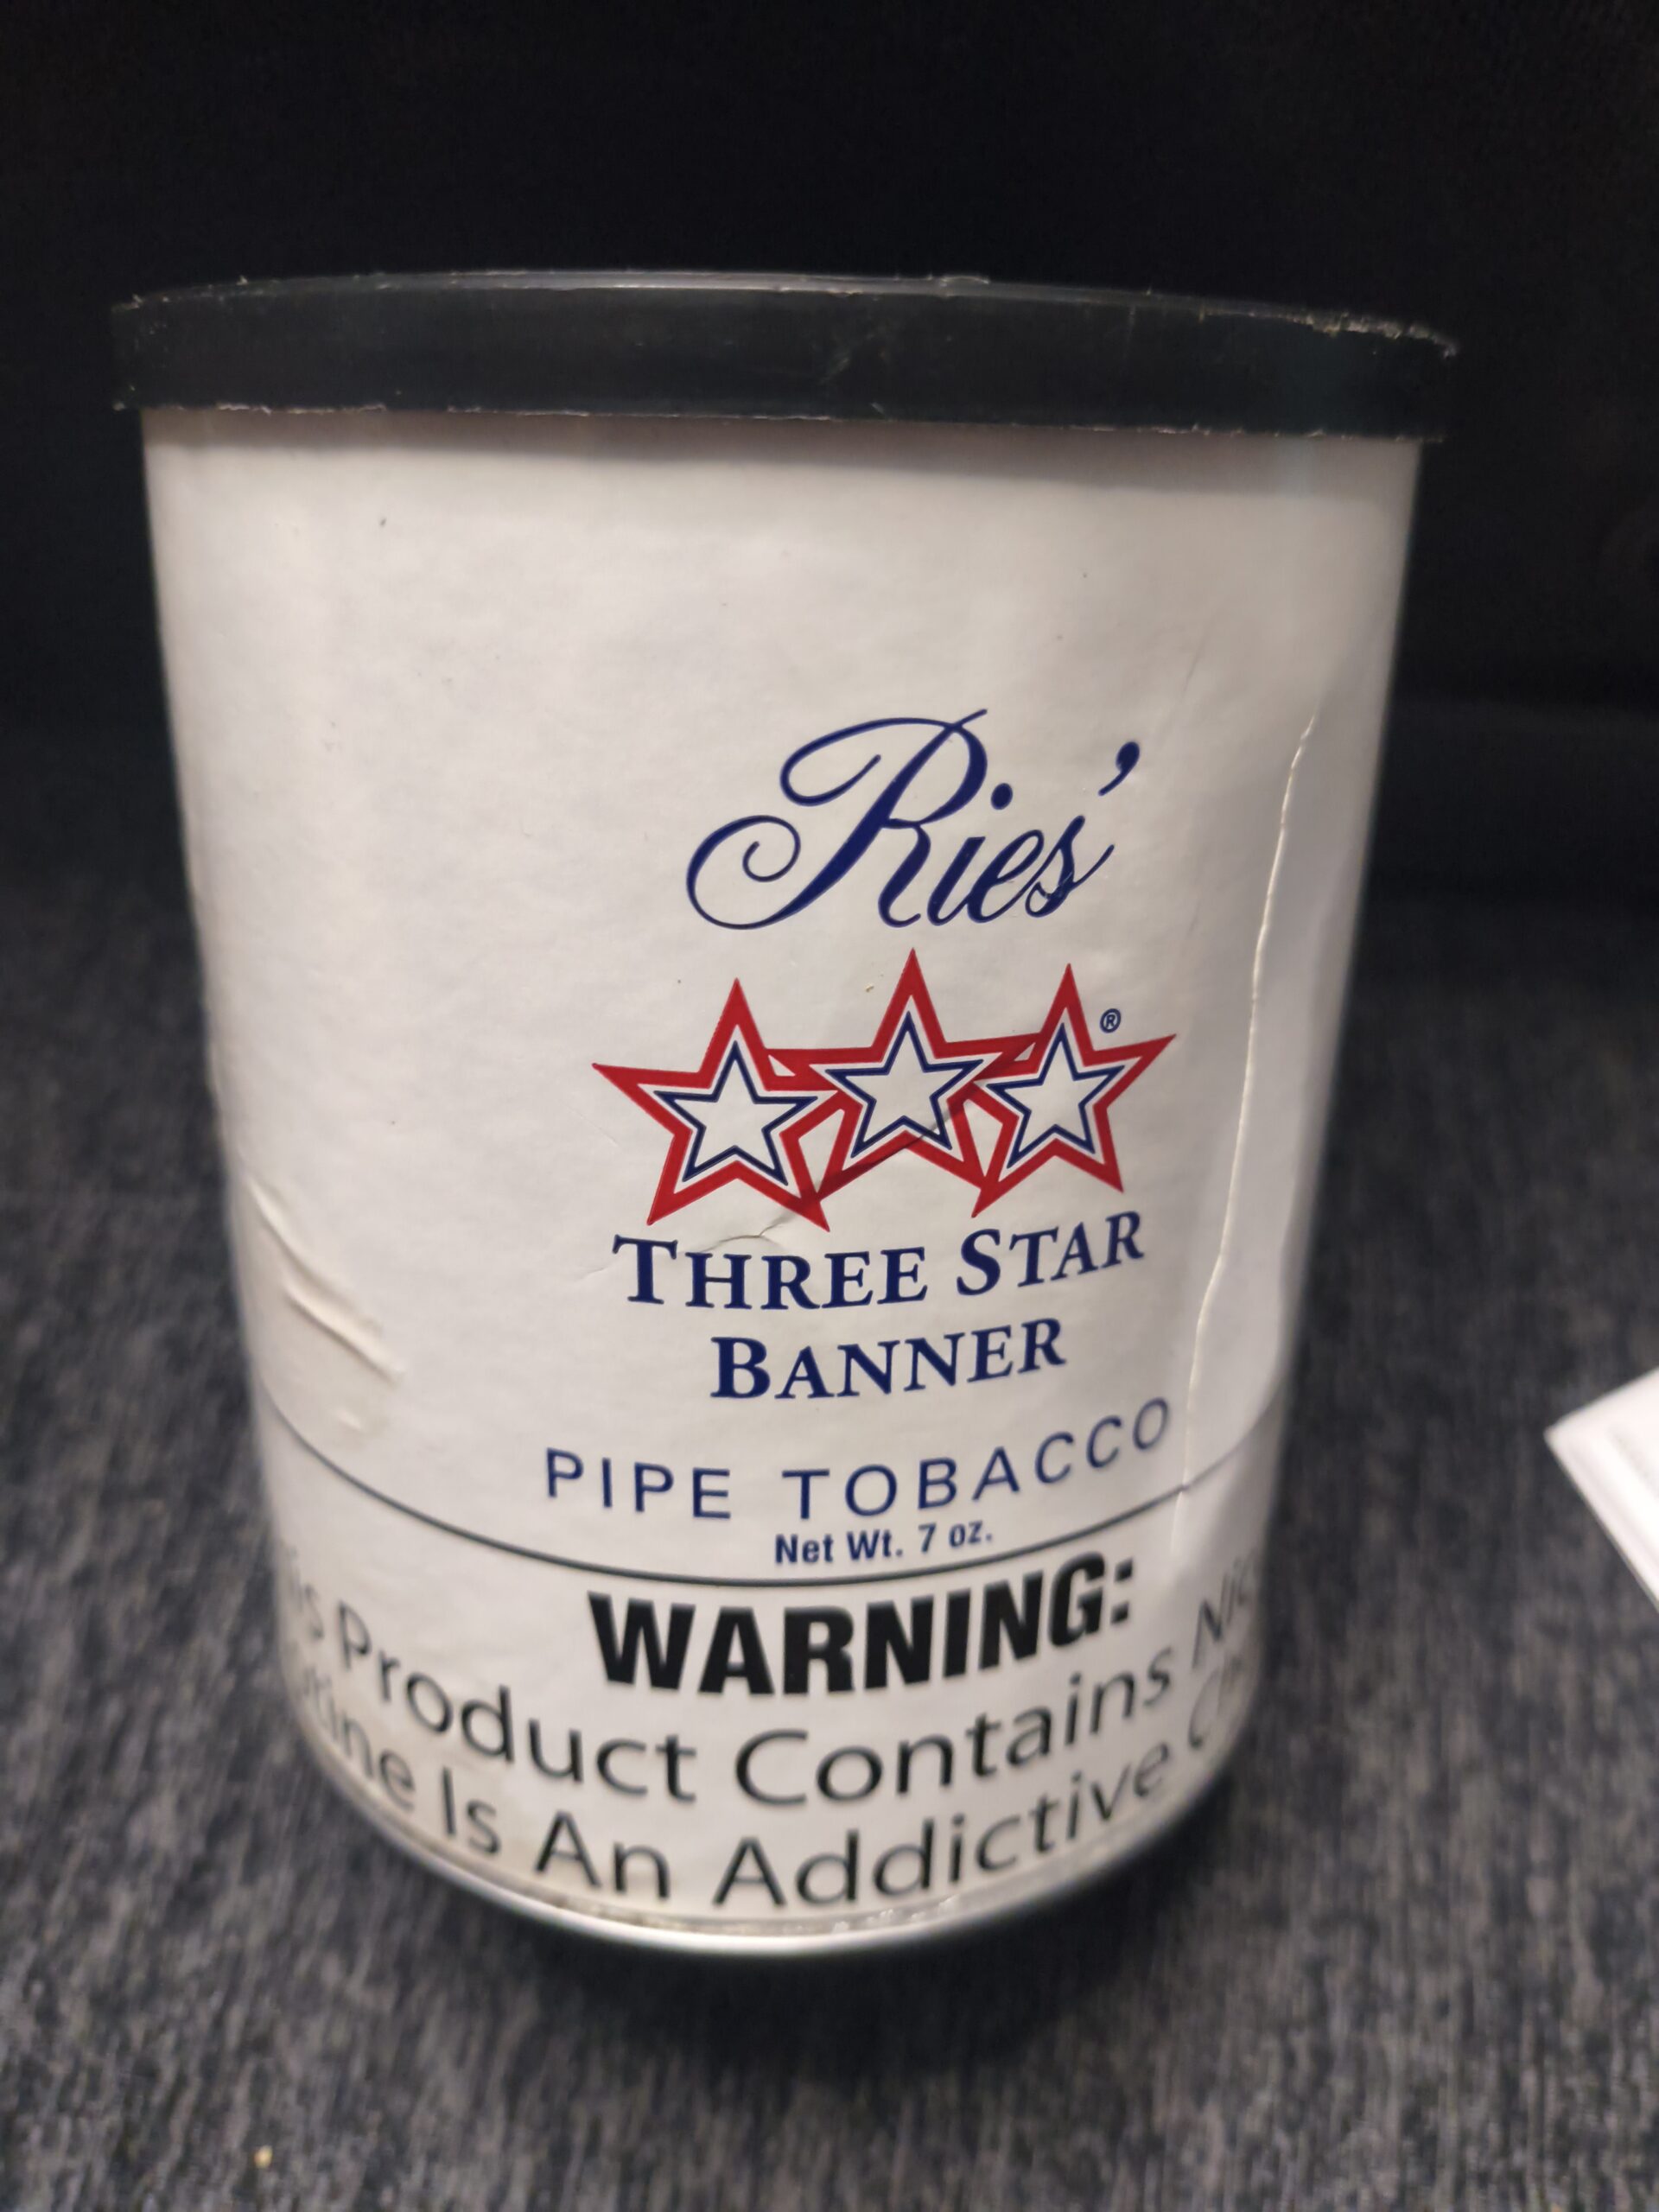 Ries'
®
THREE STAR
BANNER
PIPE TOBACCO
Net Wt. 7 oz.
WARNING:
Product Contains
Is An Addictive